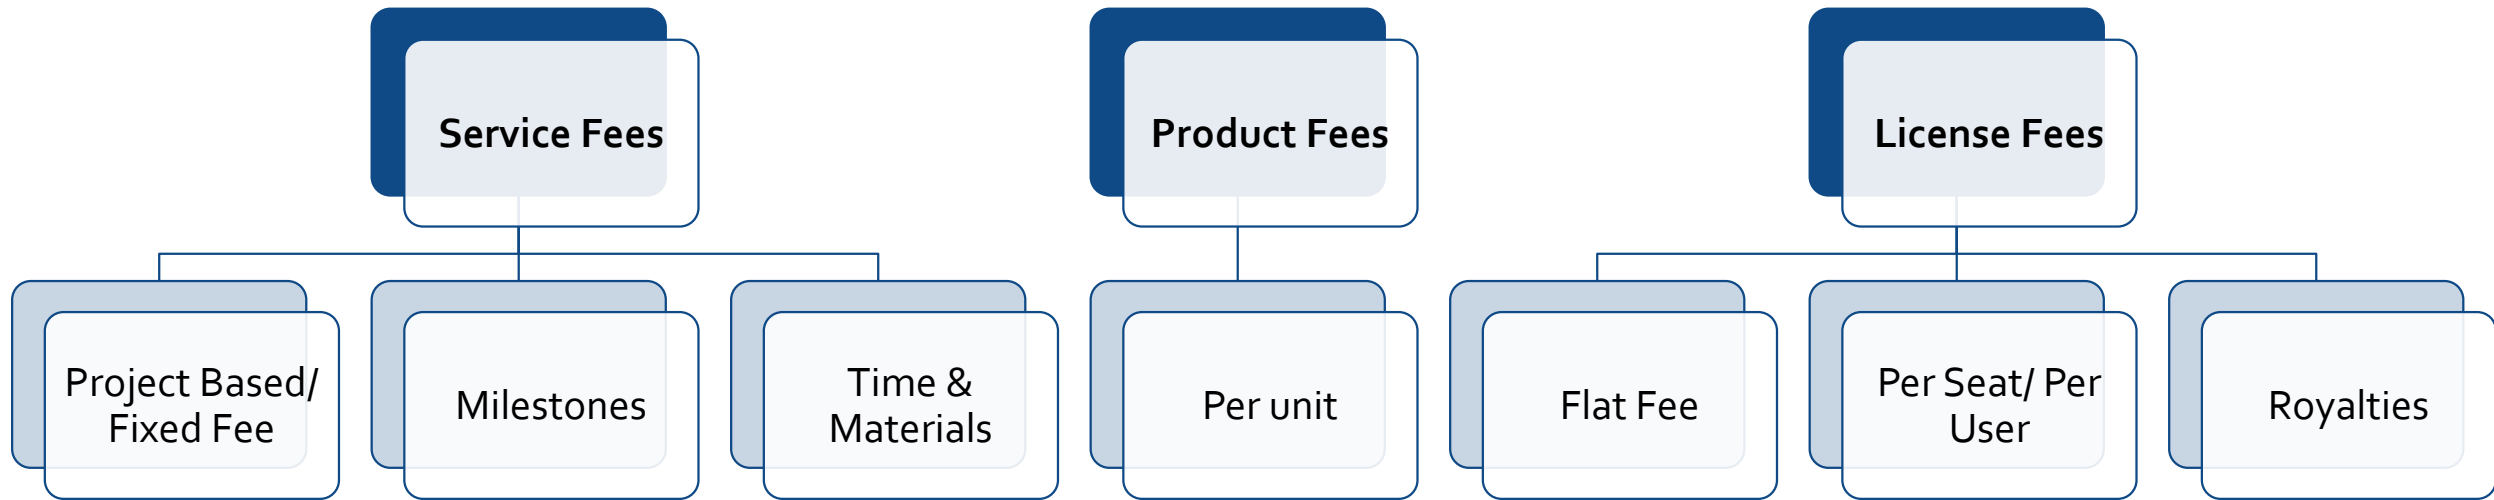 Service Fees
Product Fees
License Fees
Project Based/
Fixed Fee
Milestones
Time &
Materials
Per unit
Flat Fee
Per Seat/ Per
User
Royalties